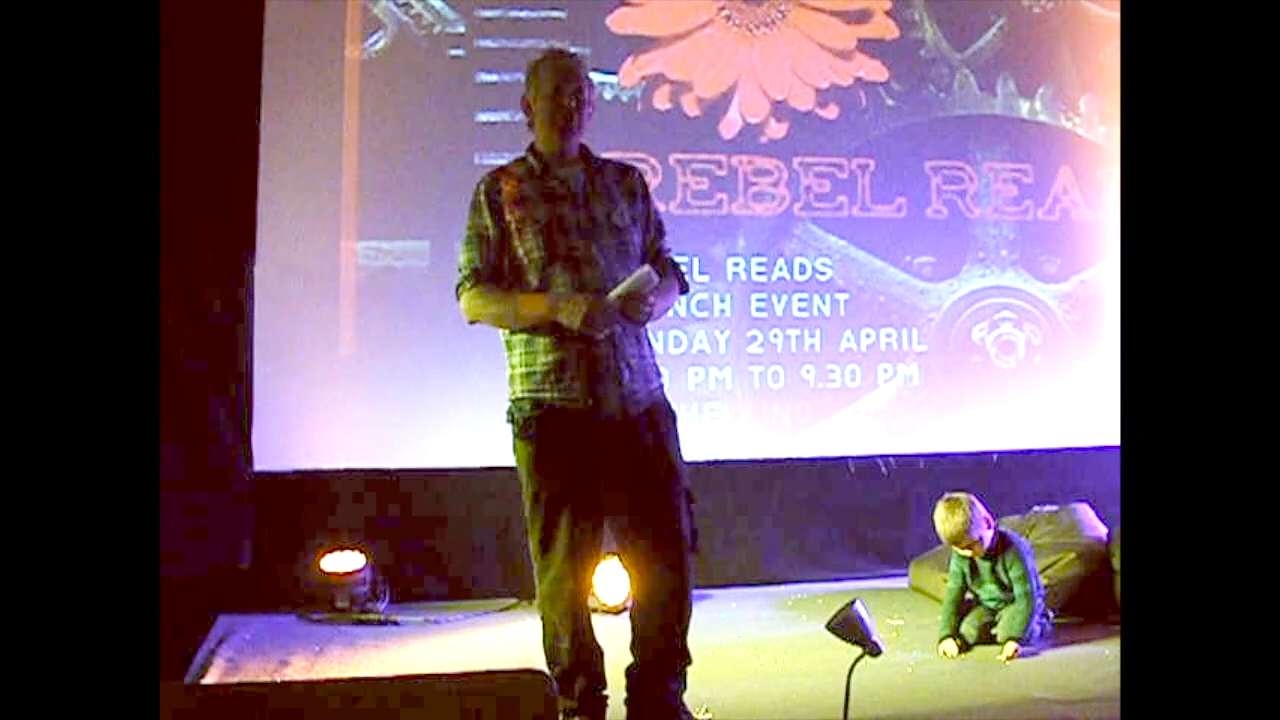 REBEL REA
EL READS
NCH EVENT
NDAY 29TH APRIL
PM TO 9.30 PM